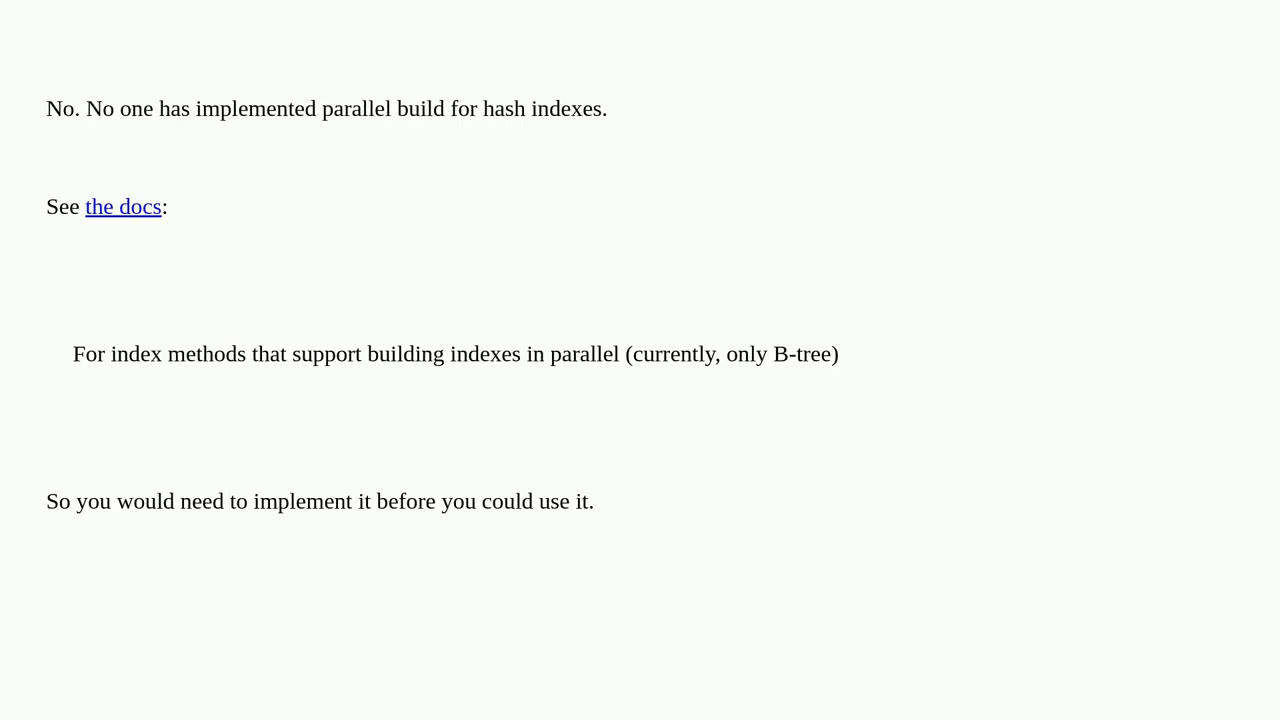 No. No one has implemented parallel build for hash indexes.
See the docs:
For index methods that support building indexes in parallel (currently, only B-tree)
So you would need to implement it before you could use it.